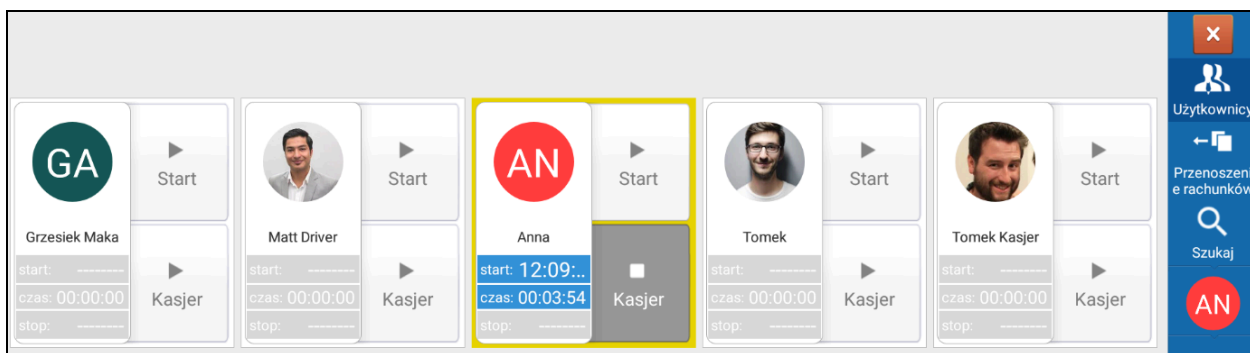 GA
Start
Grzesiek Maka
start: --------
czas: 00:00:00
stop: --------
Kasjer
Start
Matt Driver
start: --------
czas: 00:00:00
stop: --------
Kasjer
AN
Start
Anna
start: 12:09:..
czas: 00:03:54
stop: --------
Kasjer
Start
Tomek
start: --------
czas: 00:00:00
stop: --------
Kasjer
Start
Tomek Kasjer
start: --------
czas: 00:00:00
stop: --------
Kasjer
Użytkownicy
Przenoszeni
e rachunków
Szukaj
AN